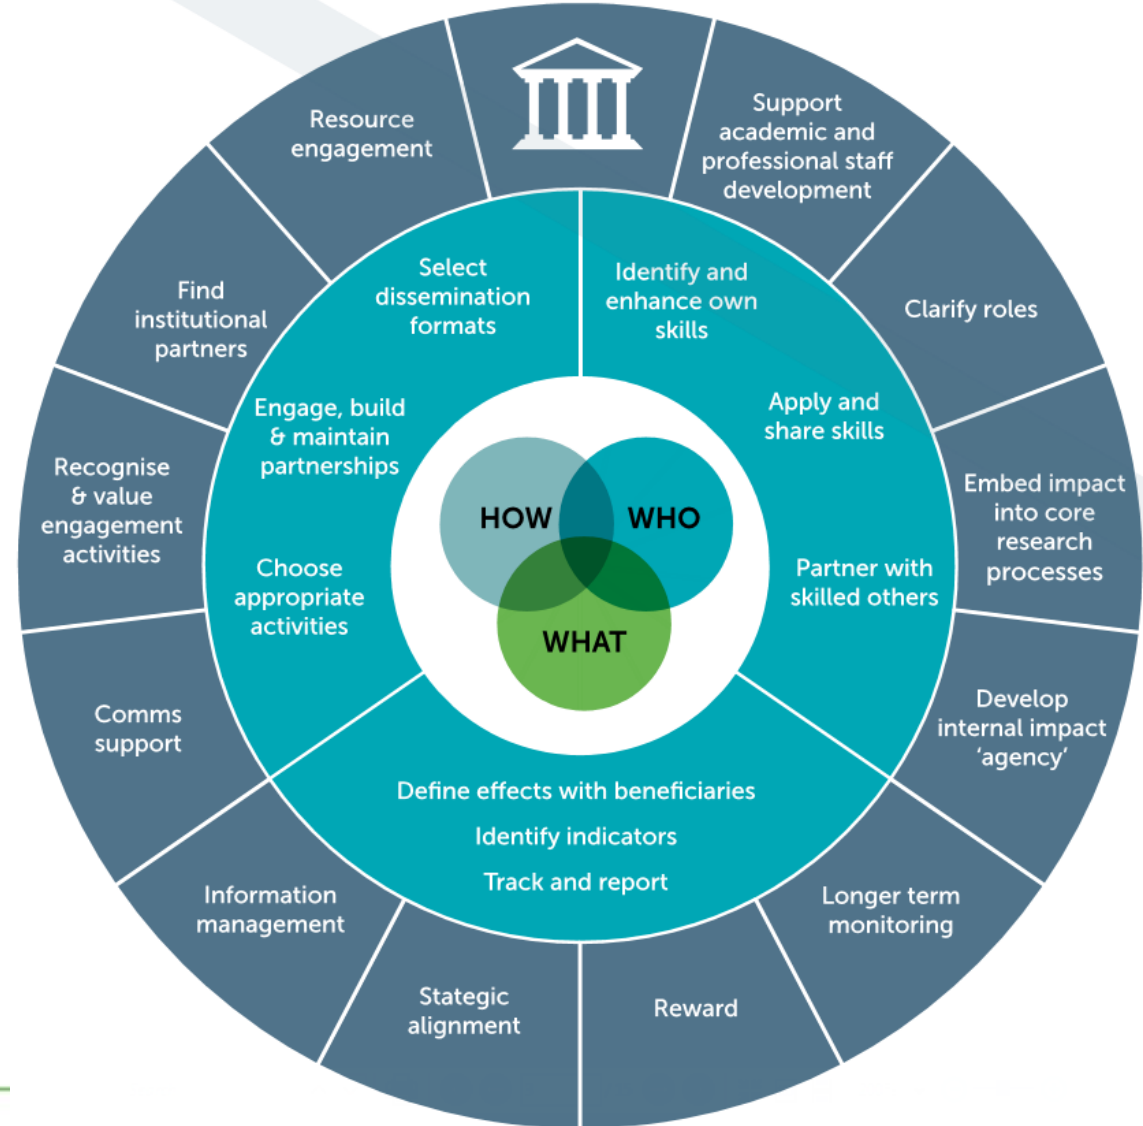 Support
academic and
professional staff
development
Clarify roles
Embed impact
into core
research
processes
Develop
internal impact
‘agency’
Longer term
monitoring
Reward
Stategic
alignment
Information
management
Comms
support
Recognise
& value
engagement
activities
Find
institutional
partners
Resource
engagement
Identify and
enhance own
skills
Apply and
share skills
Partner with
skilled others
Define effects with beneficiaries
Identify indicators
Track and report
Choose
appropriate
activities
Engage, build
& maintain
partnerships
Select
dissemination
formats
HOW
WHO
WHAT